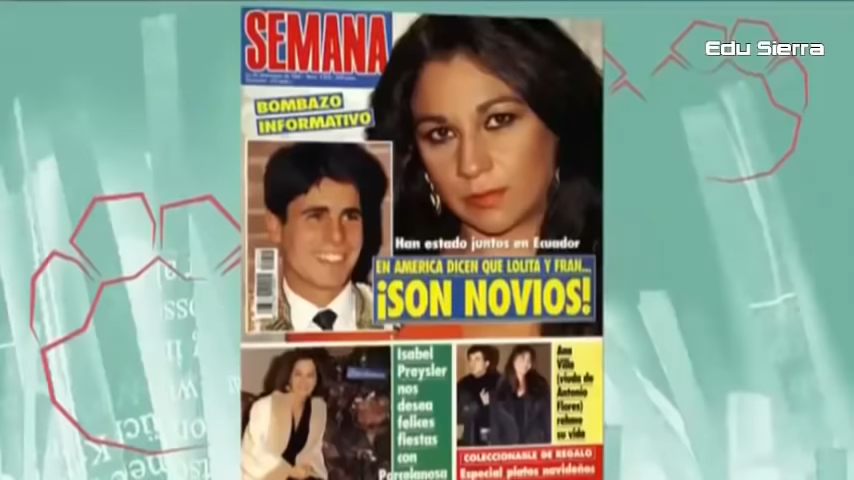 Edu Sierra
SEMANA
BOMBAZO
INFORMATIVO
Han estado juntos en Ecuador
EN AMERICA DICEN QUE LOLITA Y FRAN...
¡SON NOVIOS!
Isabel
Preysler
nos
desea
felices
fiestas
con
Porcelanosa
Ana
Villa
(viuda de
Antonio
Flores)
rehace
su vida
COLECCIONABLE DE REGALO
Especial platos navideños